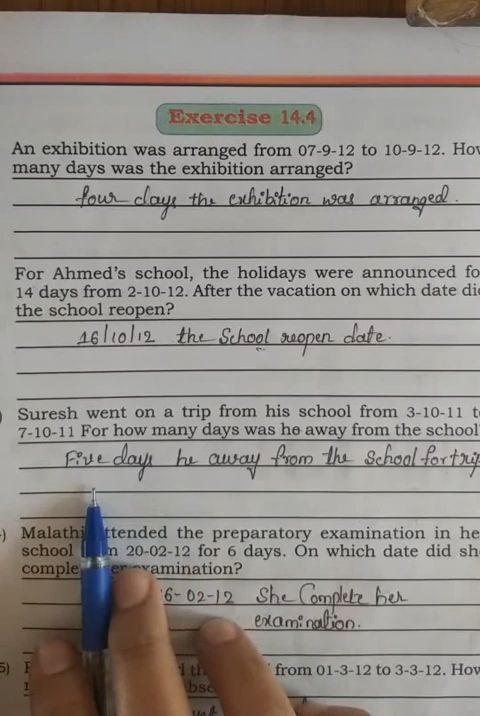 Exercise 14.4
An exhibition was arranged from 07-9-12 to 10-9-12. How
many days was the exhibition arranged?
four days the exhibition was arranged.
For Ahmed's school, the holidays were announced fo
14 days from 2-10-12. After the vacation on which date did
the school reopen?
16/10/12 the School reopen date.
) Suresh went on a trip from his school from 3-10-11 t
7-10-11 For how many days was he away from the school
Five days he away from the School for trip
) Malathi attended the preparatory examination in he
school 20-02-12 for 6 days. On which date did sh
comple examination?
6-02-12 She Complete her
examination.
5) from 01-3-12 to 3-3-12. How